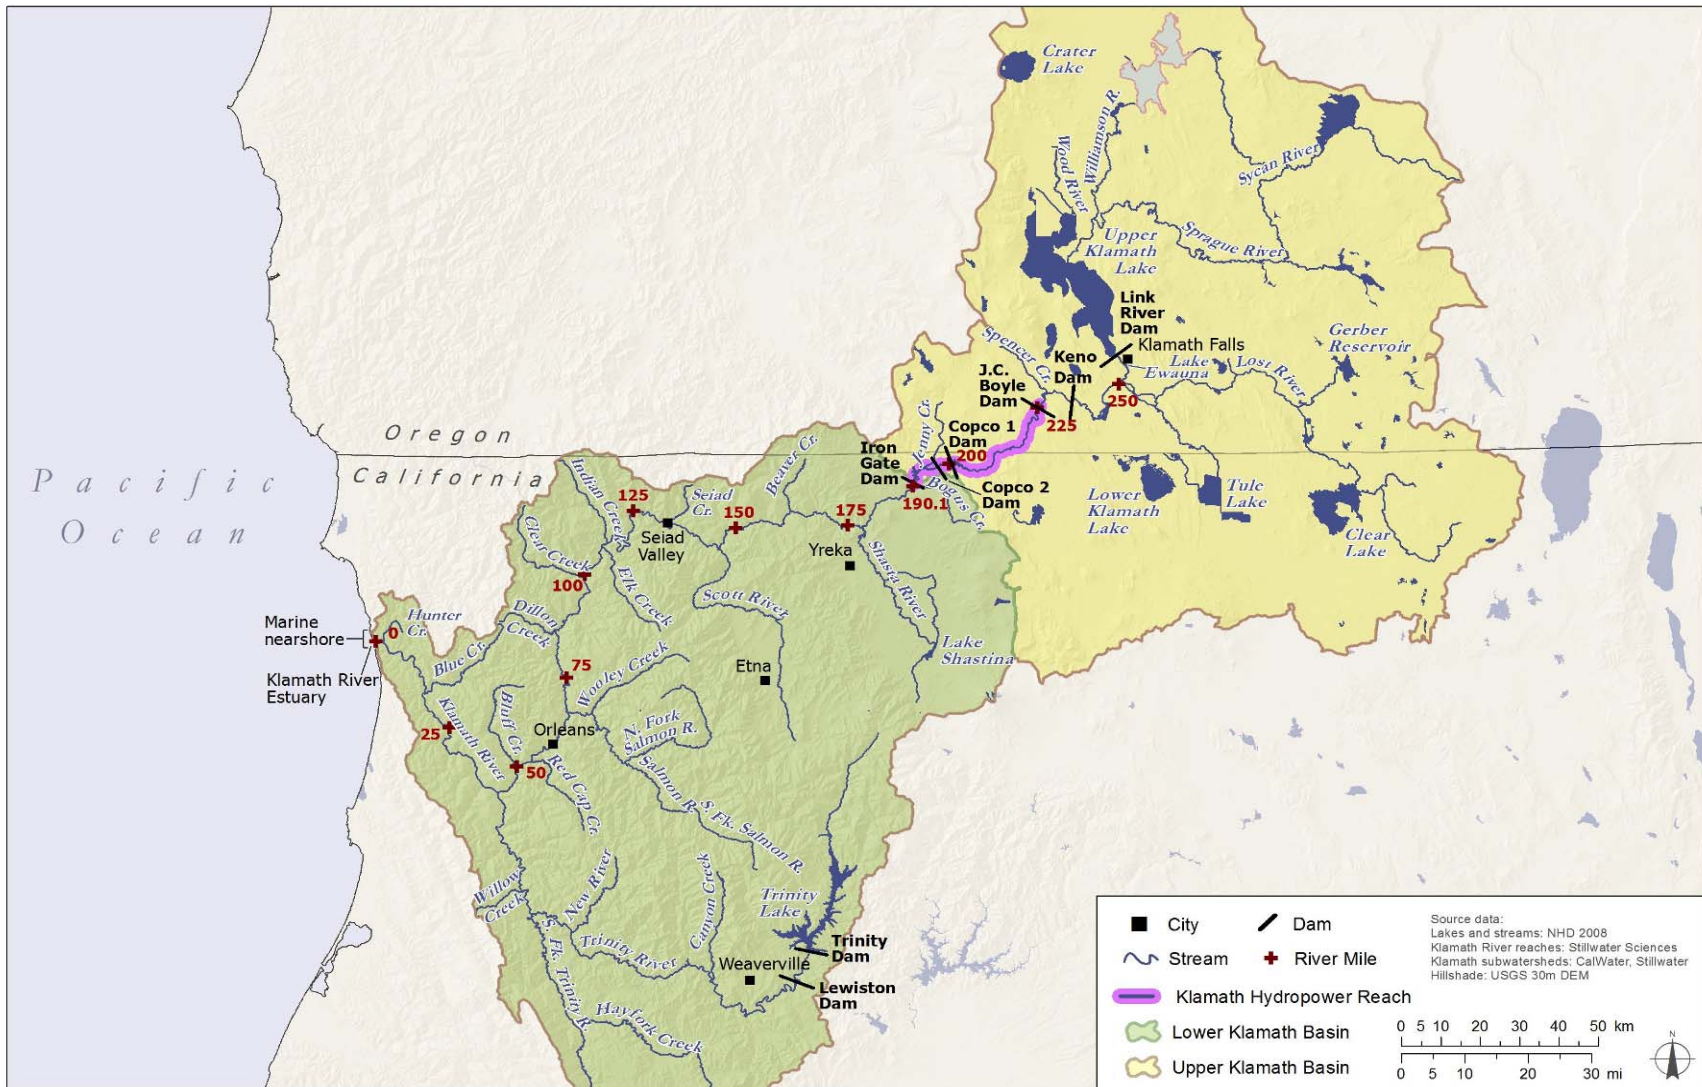 Crater
Lake
Wood River
Williamson R.
Sycan River
Sprague River
Upper
Klamath
Lake
Link
River
Dam
Klamath Falls
Gerber
Reservoir
Spencer Cr.
Keno
Dam
Lake
Ewauna
Lost River
J.C.
Boyle
Dam
250
225
Jenny Cr.
Copco 1
Dam
200
Iron
Gate
Dam
Bogus Cr.
Copco 2
Dam
190.1
Lower
Klamath
Lake
Tule
Lake
Clear
Lake
Oregon
California
Pacific
Ocean
Beaver Cr.
Indian Creek
125
Seiad
Cr.
150
175
Seiad
Valley
Yreka
Clear Creek
100
Elk Creek
Shasta River
Scott River
Dillon
Creek
Marine
nearshore
0
Hunter
Cr.
Klamath River
Estuary
Blue Cr.
75
Wooley Creek
Etna
Lake
Shastina
Bluff Cr.
Klamath River
25
Orleans
N. Fork
Salmon R.
50
Red Cap Cr.
Salmon R.
S. Fk. Salmon R.
Willow
Creek
New River
Canyon Creek
Trinity
Lake
S. Fk. Trinity R.
Trinity River
Trinity
Dam
Weaverville
Lewiston
Dam
Hayfork Creek
City
Dam
Stream
River Mile
Klamath Hydropower Reach
Lower Klamath Basin
Upper Klamath Basin
Source data:
Lakes and streams: NHD 2008
Klamath River reaches: Stillwater Sciences
Klamath subwatersheds: CalWater, Stillwater
Hillshade: USGS 30m DEM
0 5 10 20 30 40 50 km
0 5 10 20 30 mi
N